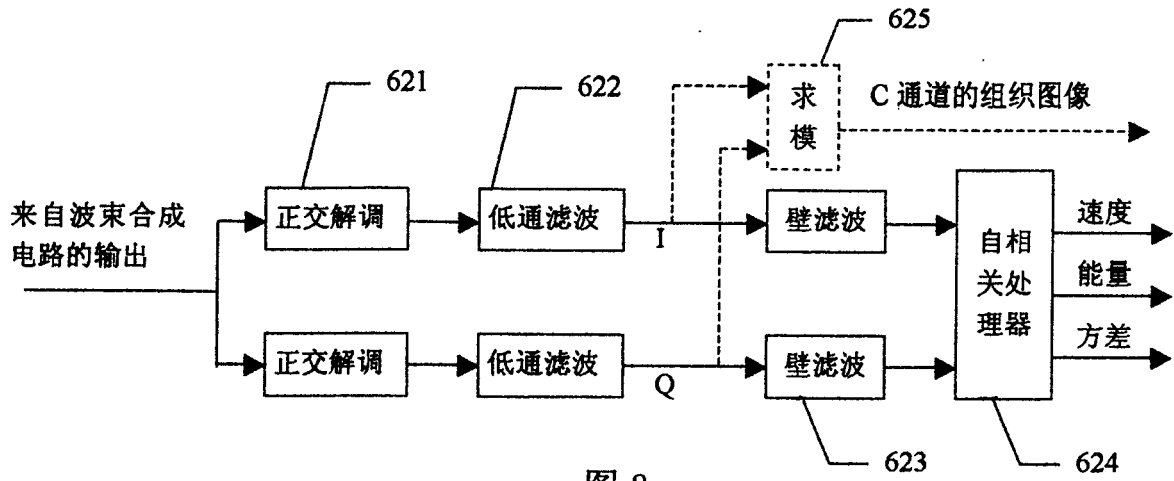 625
621
622
求
模
C 通道的组织图像
来自波束合成
电路的输出
正交解调
低通滤波
I
壁滤波
自相
关处
理器
速度
能量
方差
正交解调
低通滤波
Q
壁滤波
623
624